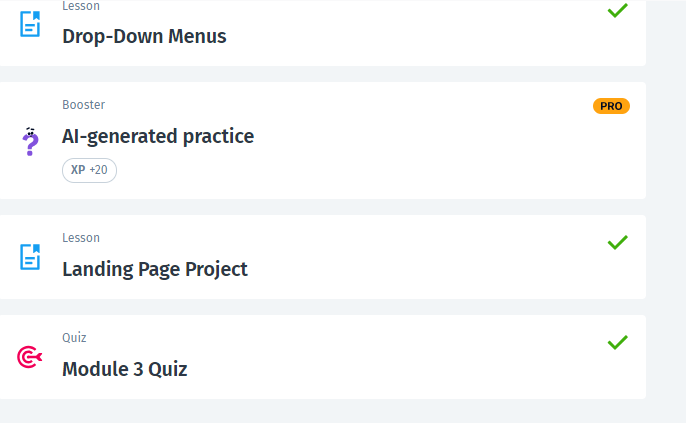 Lesson
Drop-Down Menus
Booster
PRO
AI-generated practice
XP +20
Lesson
Landing Page Project
Quiz
Module 3 Quiz